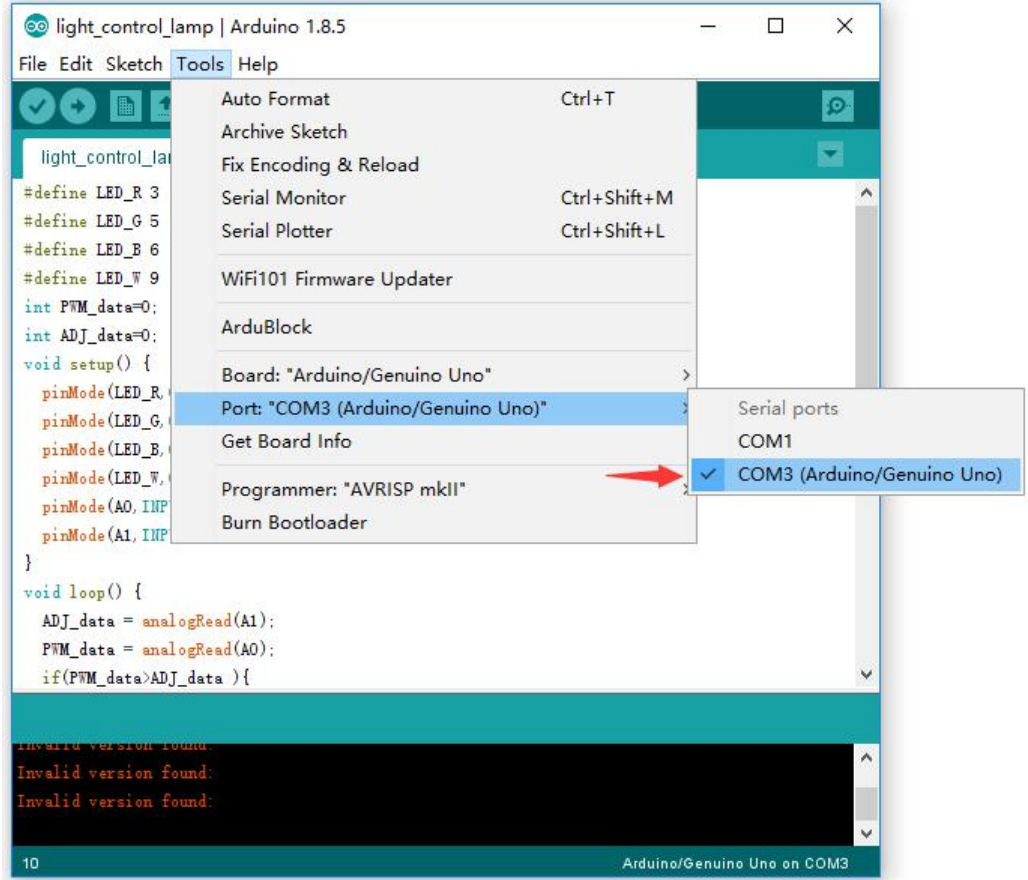 light_control_lamp | Arduino 1.8.5
File Edit Sketch Tools Help
light_control_la
Auto Format Ctrl+T
Archive Sketch
Fix Encoding & Reload
Serial Monitor Ctrl+Shift+M
Serial Plotter Ctrl+Shift+L
WiFi101 Firmware Updater
ArduBlock
Board: "Arduino/Genuino Uno"
Port: "COM3 (Arduino/Genuino Uno)"
Get Board Info
Programmer: "AVRISP mkII"
Burn Bootloader
Serial ports
COM1
COM3 (Arduino/Genuino Uno)
#define LED_R 3
#define LED_G 5
#define LED_B 6
#define LED_W 9
int PWM_data=0;
int ADJ_data=0;
void setup() {
pinMode(LED_R,
pinMode(LED_G,
pinMode(LED_B,
pinMode(LED_W,
pinMode(A0,INP
pinMode(A1,INP
}
void loop() {
ADJ_data = analogRead(A1);
PWM_data = analogRead(A0);
if(PWM_data>ADJ_data ){
Invalid version found:
Invalid version found:
Invalid version found:
10
Arduino/Genuino Uno on COM3